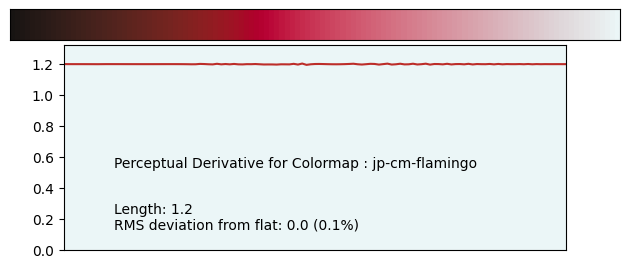 1.2
1.0
0.8
0.6
0.4
0.2
0.0
Perceptual Derivative for Colormap : jp-cm-flamingo
Length: 1.2
RMS deviation from flat: 0.0 (0.1%)